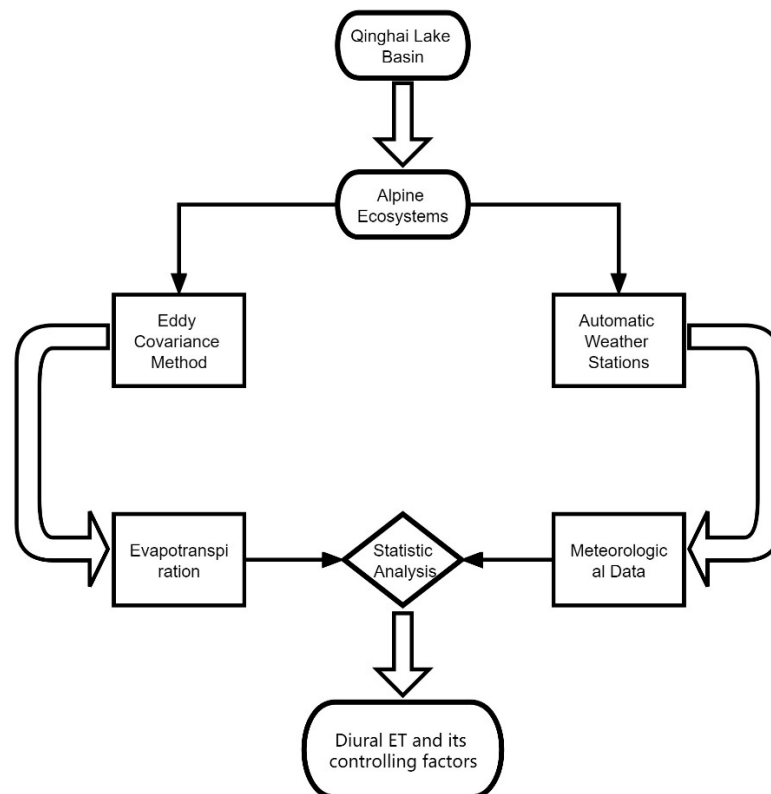 Qinghai Lake
Basin
Alpine
Ecosystems
Eddy
Covariance
Method
Automatic
Weather
Stations
Evapotranspi
ration
Statistic
Analysis
Meteorologic
al Data
Diural ET and its
controlling factors